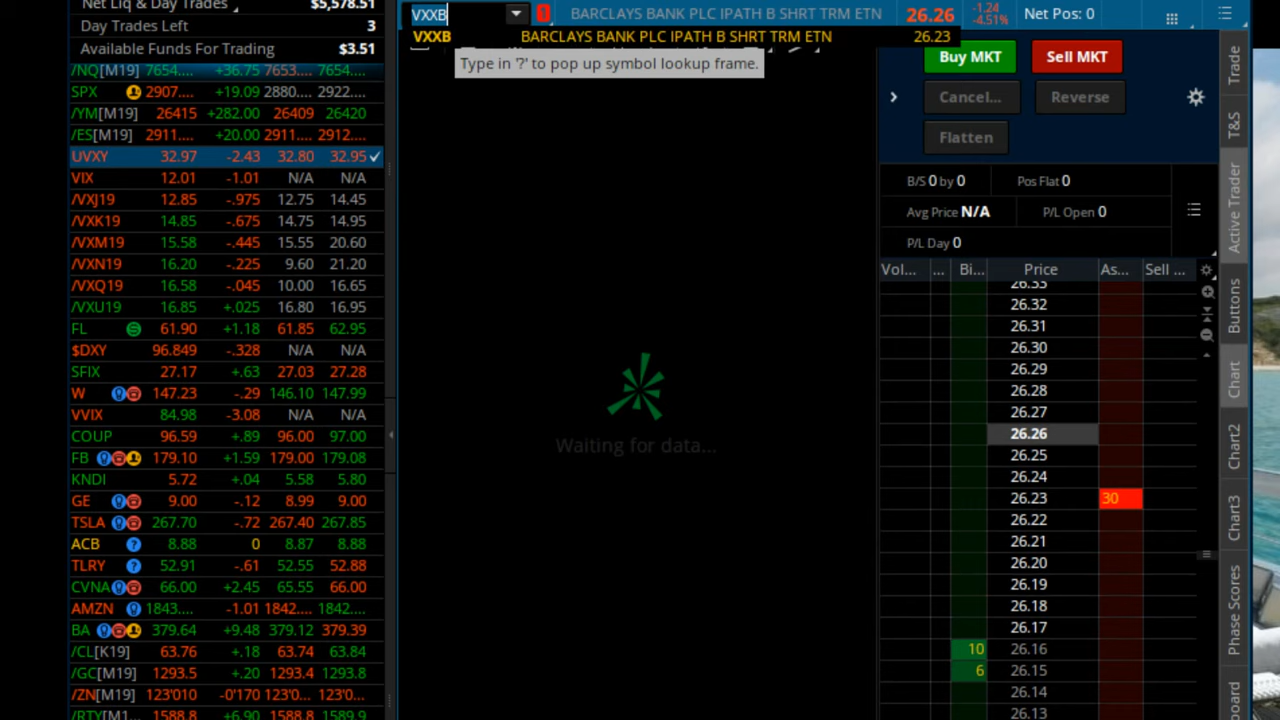 Net Liq & Day Trades $5,578.51
Day Trades Left 3
Available Funds For Trading $3.51
/NQ[M19] 7654.... +36.75 7653.... 7654....
SPX 2907.... +19.09 2880.... 2922....
/YM[M19] 26415 +282.00 26409 26420
/ES[M19] 2911.... +20.00 2911.... 2912....
UVXY 32.97 -2.43 32.80 32.95
VIX 12.01 -1.01 N/A N/A
/VXJ19 12.85 -.975 12.75 14.45
/VXK19 14.85 -.675 14.75 14.95
/VXM19 15.58 -.445 15.55 20.60
/VXN19 16.20 -.225 9.60 21.20
/VXQ19 16.58 -.045 10.00 16.65
/VXU19 16.85 +.025 16.80 16.95
FL S 61.90 +1.18 61.85 62.95
$DXY 96.849 -.328 N/A N/A
SFIX 27.17 +.63 27.03 27.28
W 147.23 -.29 146.10 147.99
VVIX 84.98 -3.08 N/A N/A
COUP 96.59 +.89 96.00 97.00
FB 179.10 +1.59 179.00 179.08
KNDI 5.72 +.04 5.58 5.80
GE 9.00 -.12 8.99 9.00
TSLA 267.70 -.72 267.40 267.85
ACB ? 8.88 0 8.87 8.88
TLRY ? 52.91 -.61 52.55 52.88
CVNA 66.00 +2.45 65.55 66.00
AMZN 1843.... -1.01 1842.... 1842....
BA 379.64 +9.48 379.12 379.39
/CL[K19] 63.76 +.18 63.74 63.84
/GC[M19] 1293.5 +.20 1293.4 1293.8
/ZN[M19] 123'010 -0'170 123'0... 123'0...
/RTY[M1... 1588.8 +6.90 1588.8 1589.9
VXXB ! BARCLAYS BANK PLC IPATH B SHRT TRM ETN 26.26 -1.24 -4.51% Net Pos: 0
VXXB BARCLAYS BANK PLC IPATH B SHRT TRM ETN 26.23
Type in '?' to pop up symbol lookup frame.
Waiting for data...
Buy MKT Sell MKT
Cancel... Reverse
Flatten
B/S 0 by 0 Pos Flat 0
Avg Price N/A P/L Open 0
P/L Day 0
Vol... ... Bi... Price As... Sell ...
26.33
26.32
26.31
26.30
26.29
26.28
26.27
26.26
26.25
26.24
26.23 30
26.22
26.21
26.20
26.19
26.18
26.17
10 26.16
6 26.15
26.14
26.13
Trade
T&S
Active Trader
Buttons
Chart
Chart2
Chart3
Phase Scores